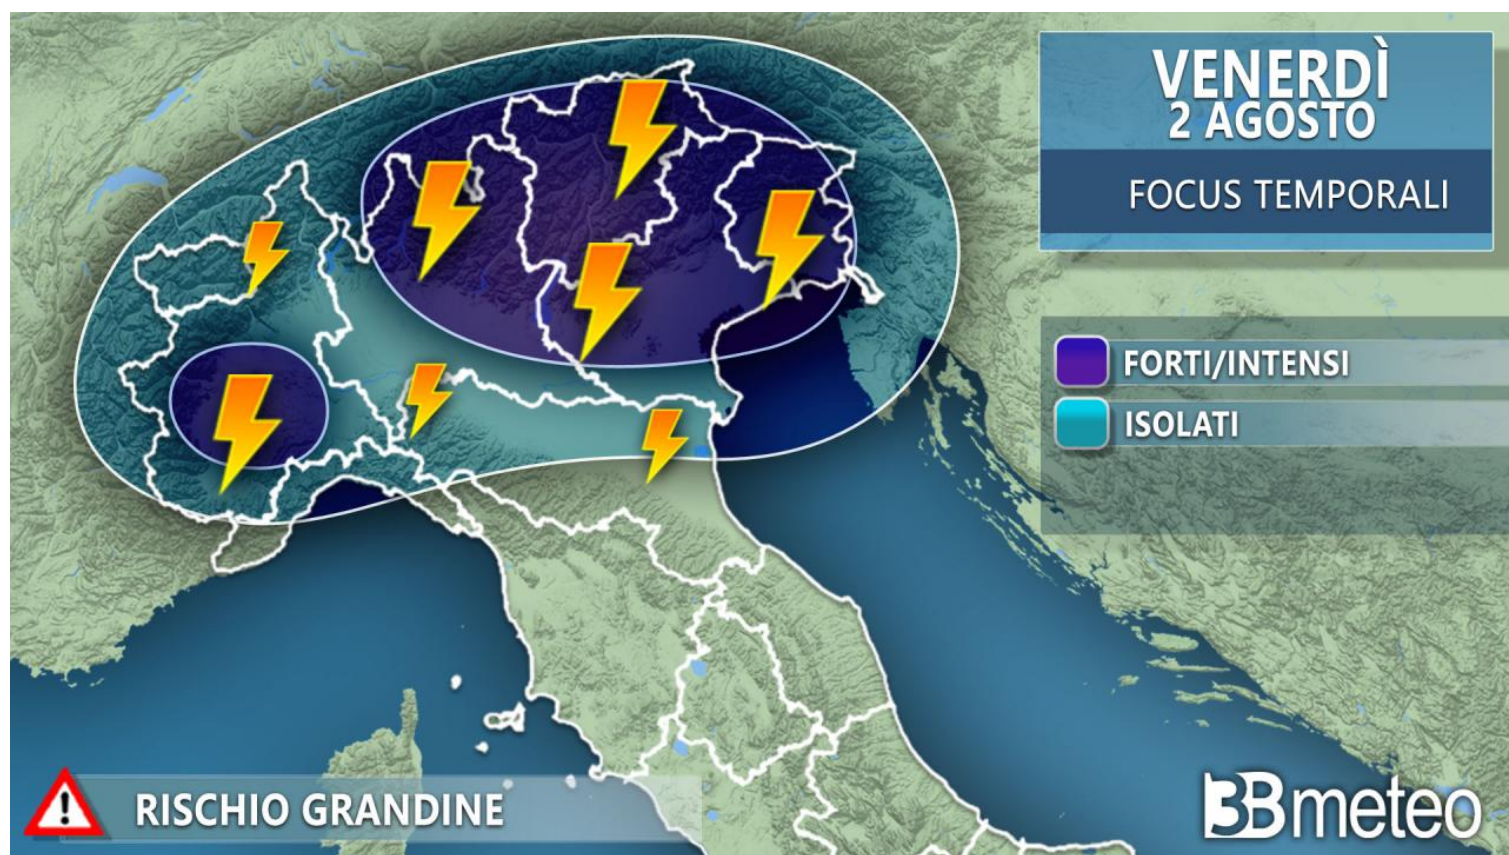 VENERDÌ
2 AGOSTO
FOCUS TEMPORALI
FORTI/INTENSI
ISOLATI
RISCHIO GRANDINE
3Bmeteo